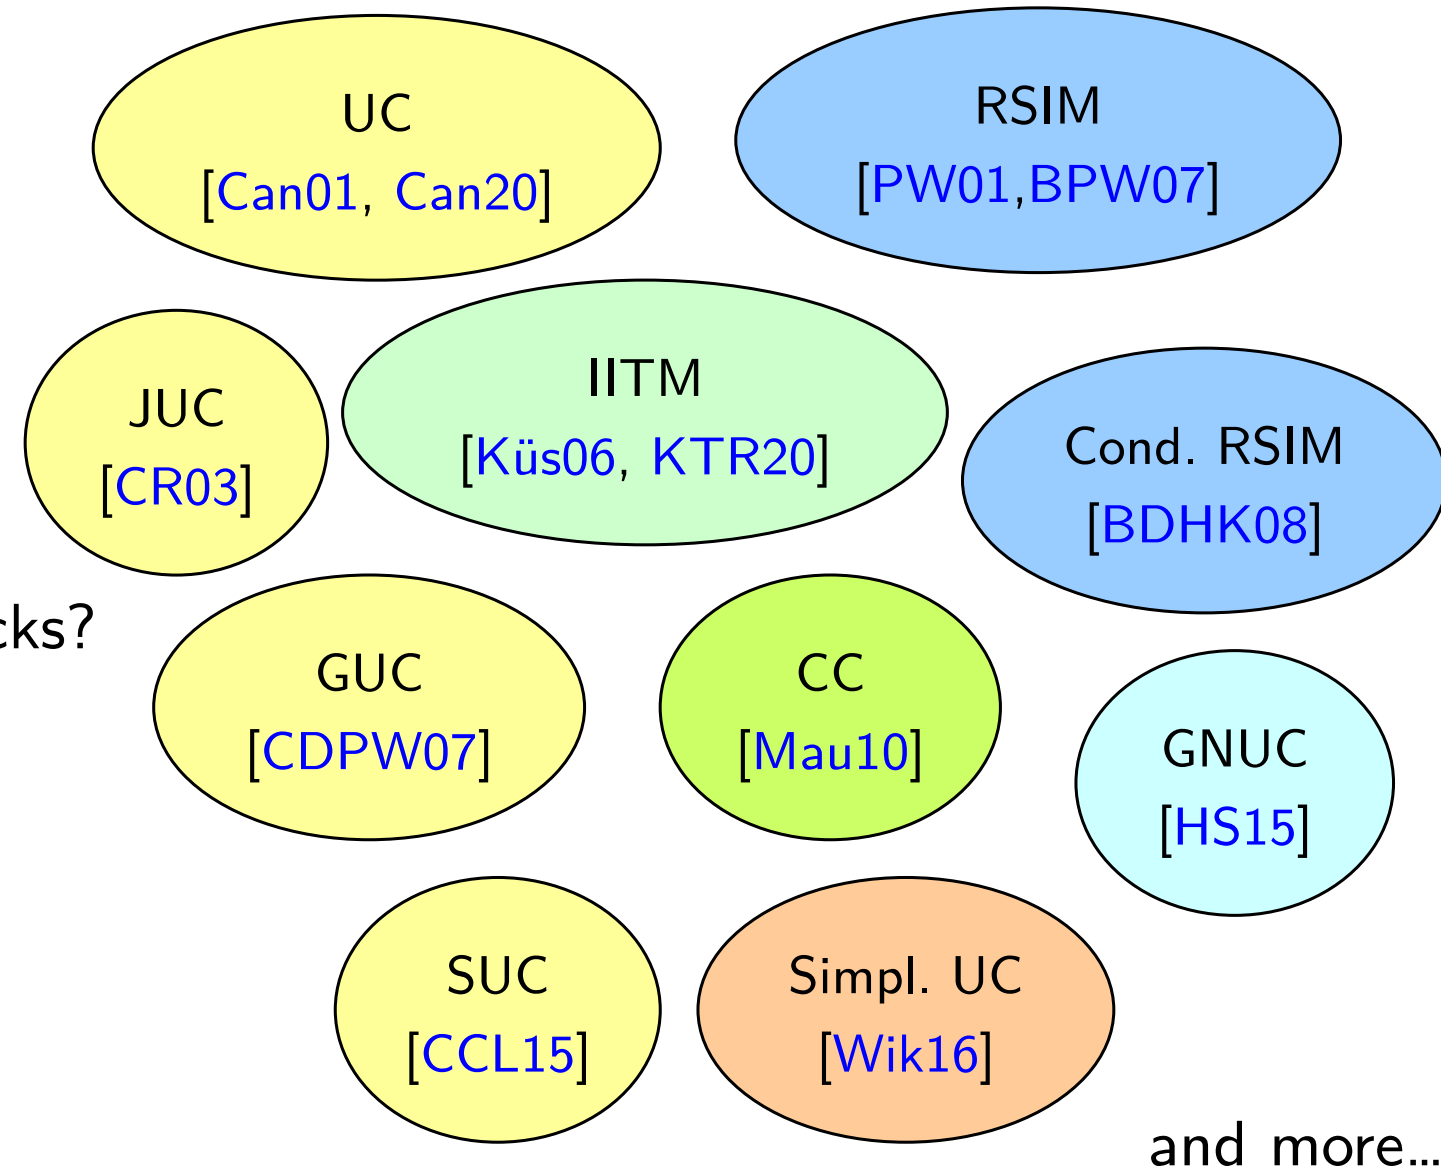 UC
[Can01, Can20]
RSIM
[PW01,BPW07]
JUC
[CR03]
IITM
[Küs06, KTR20]
Cond. RSIM
[BDHK08]
cks?
GUC
[CDPW07]
CC
[Mau10]
GNUC
[HS15]
SUC
[CCL15]
Simpl. UC
[Wik16]
and more...